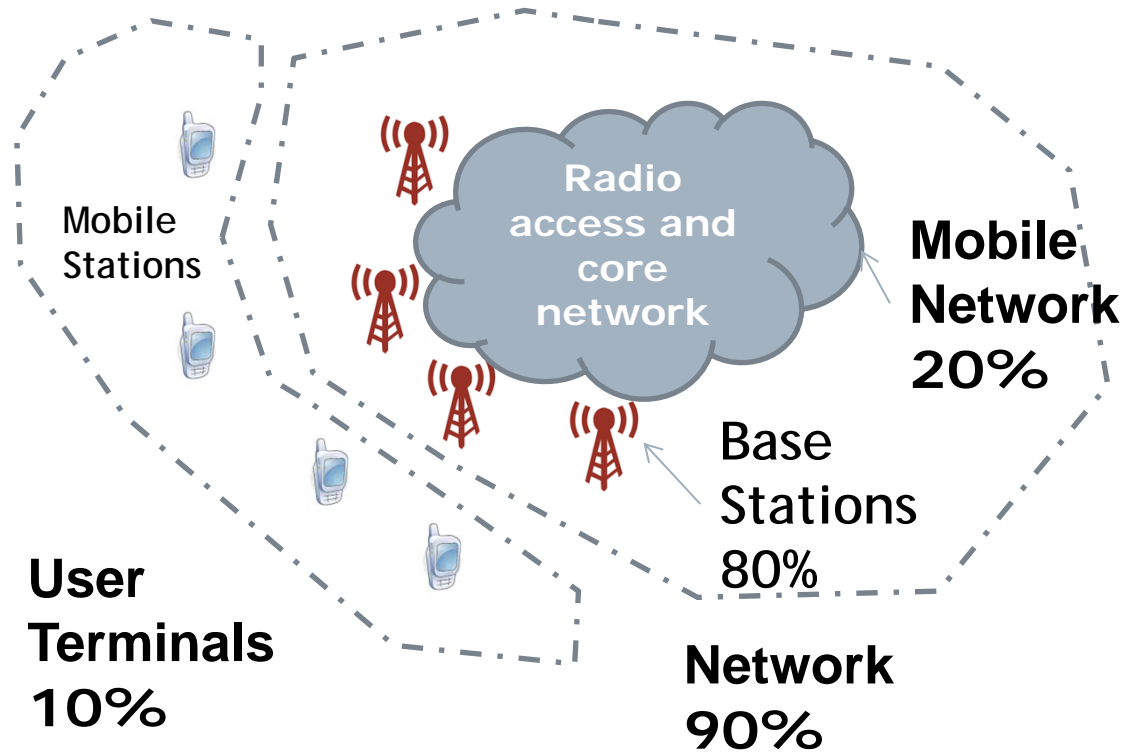 Mobile
Stations
Radio
access and
core
network
Mobile
Network
20%
Base
Stations
80%
User
Terminals
10%
Network
90%